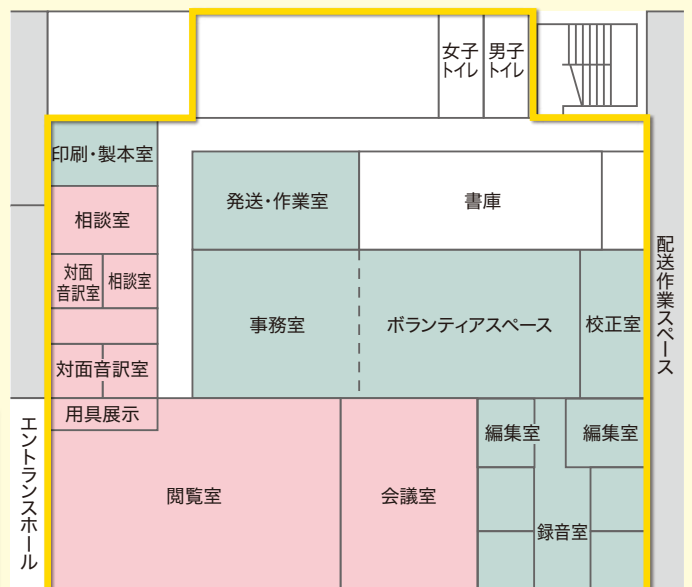 女子
トイレ
男子
トイレ
印刷・製本室
発送・作業室
書庫
相談室
対面
音訳室
相談室
事務室
ボランティアスペース
校正室
配送作業スペース
対面音訳室
用具展示
エントランスホール
編集室
編集室
閲覧室
会議室
録音室